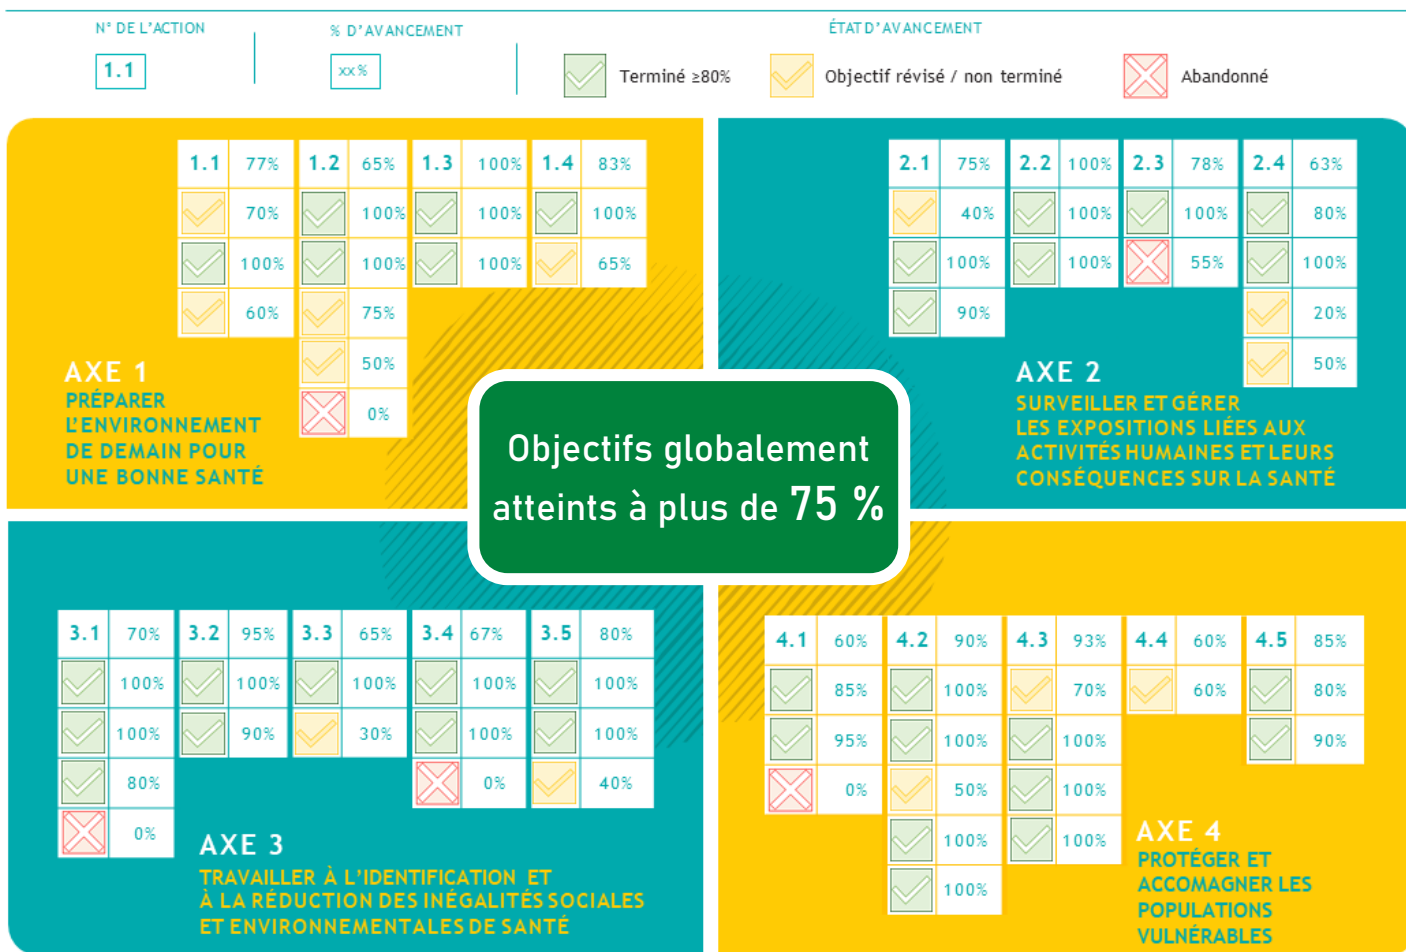 N° DE L'ACTION
% D'AVANCEMENT
ÉTAT D'AVANCEMENT
1.1
xx%
Terminé ≥80%
Objectif révisé / non terminé
Abandonné
1.1 77% 1.2 65% 1.3 100% 1.4 83%
70% 100% 100% 100%
100% 100% 100% 65%
60% 75%
50%
0%
AXE 1
PRÉPARER
L'ENVIRONNEMENT
DE DEMAIN POUR
UNE BONNE SANTÉ
2.1 75% 2.2 100% 2.3 78% 2.4 63%
40% 100% 100% 80%
100% 100% 55% 100%
90% 20%
50%
AXE 2
SURVEILLER ET GÉRER
LES EXPOSITIONS LIÉES AUX
ACTIVITÉS HUMAINES ET LEURS
CONSÉQUENCES SUR LA SANTÉ
Objectifs globalement
atteints à plus de 75 %
3.1 70% 3.2 95% 3.3 65% 3.4 67% 3.5 80%
100% 100% 100% 100% 100%
100% 90% 30% 100% 100%
80% 0% 40%
0%
AXE 3
TRAVAILLER À L'IDENTIFICATION ET
À LA RÉDUCTION DES INÉGALITÉS SOCIALES
ET ENVIRONNEMENTALES DE SANTÉ
4.1 60% 4.2 90% 4.3 93% 4.4 60% 4.5 85%
85% 100% 70% 60% 80%
95% 100% 100% 90%
0% 50% 100%
100% 100%
100%
AXE 4
PROTÉGER ET
ACCOMAGNER LES
POPULATIONS
VULNÉRABLES